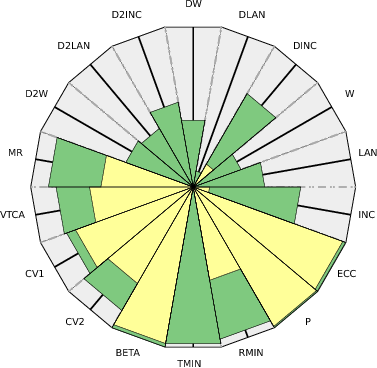 DW
D2INC
DLAN
D2LAN
DINC
D2W
W
MR
LAN
VTCA
INC
CV1
ECC
CV2
P
BETA
RMIN
TMIN